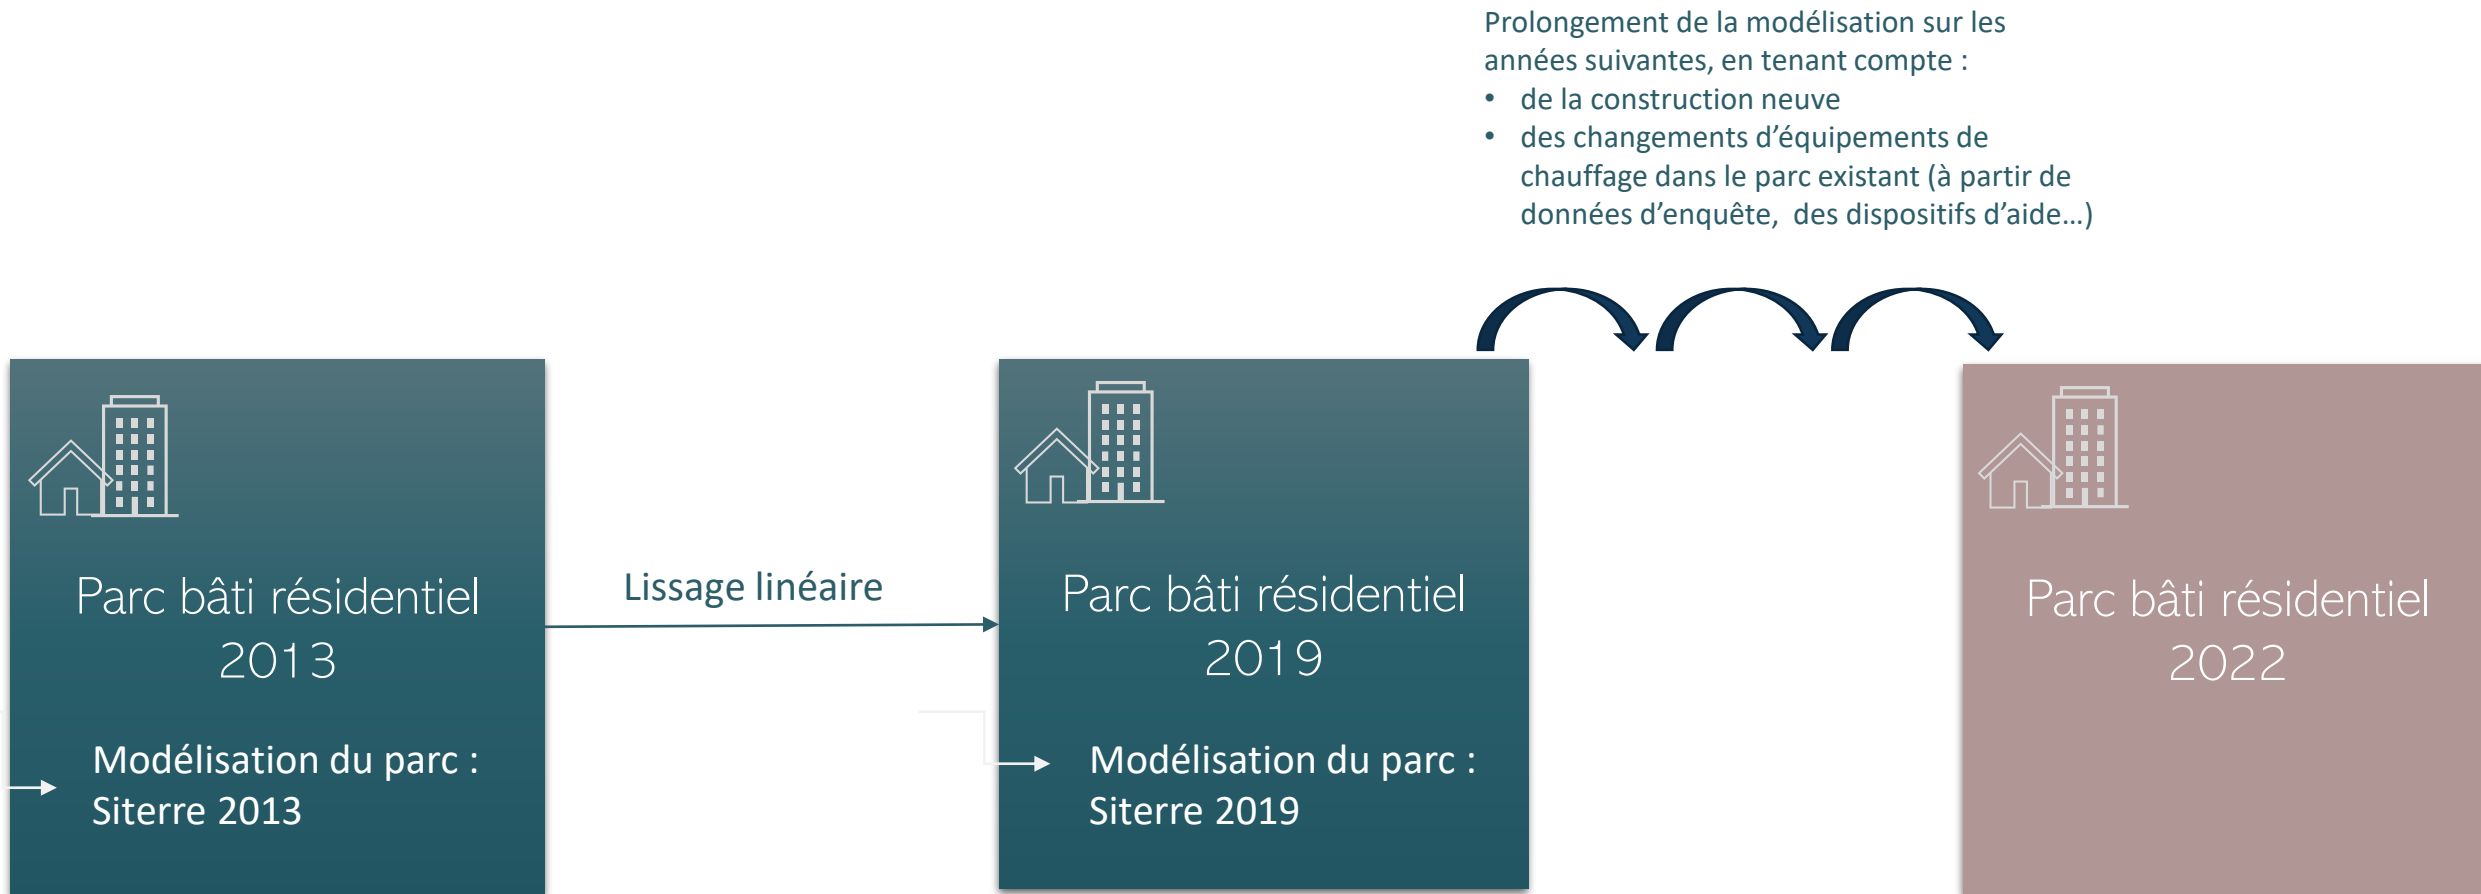 Prolongement de la modélisation sur les
années suivantes, en tenant compte :
• de la construction neuve
• des changements d’équipements de
chauffage dans le parc existant (à partir de
données d’enquête,  des dispositifs d’aide…)
Parc bâti résidentiel
2013
Modélisation du parc :
Siterre 2013
Lissage linéaire
Parc bâti résidentiel
2019
Modélisation du parc :
Siterre 2019
Parc bâti résidentiel
2022